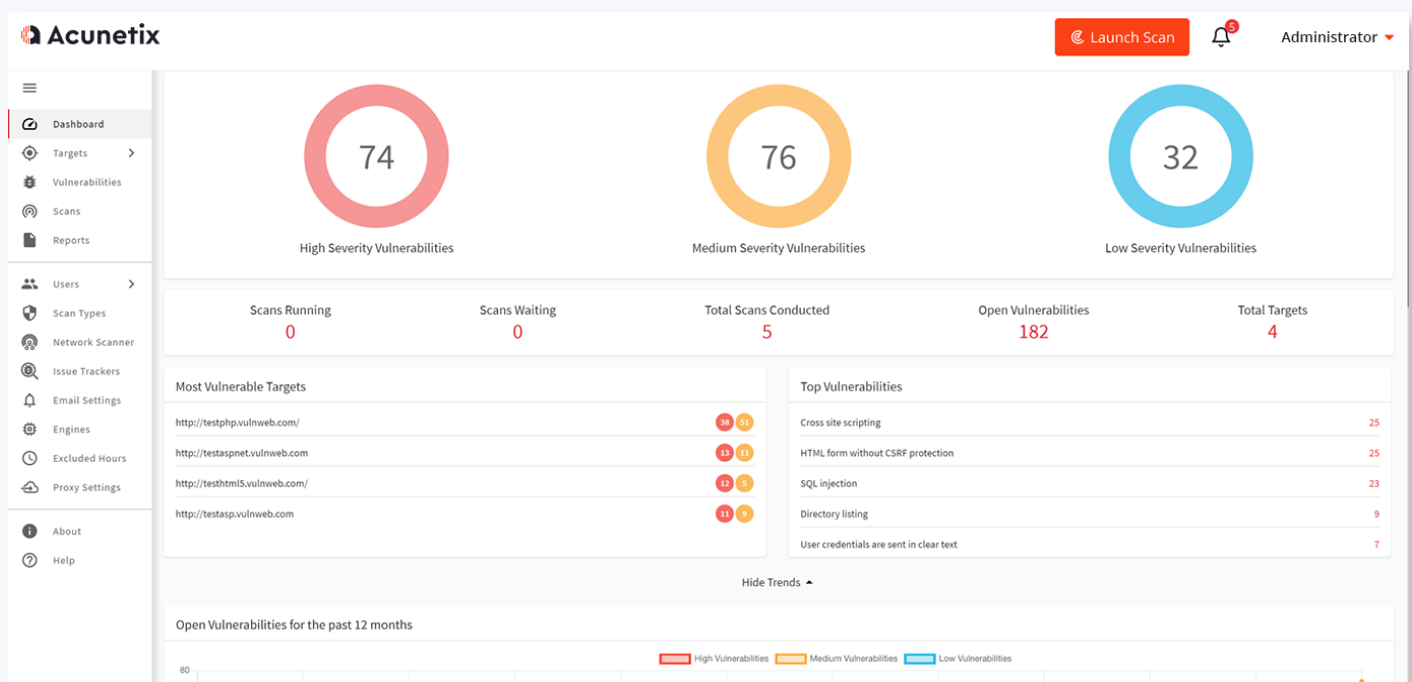 Acunetix
Launch Scan
5
Administrator
Dashboard
Targets
Vulnerabilities
Scans
Reports
Users
Scan Types
Network Scanner
Issue Trackers
Email Settings
Engines
Excluded Hours
Proxy Settings
About
Help
74 76 32
High Severity Vulnerabilities Medium Severity Vulnerabilities Low Severity Vulnerabilities
Scans Running Scans Waiting Total Scans Conducted Open Vulnerabilities Total Targets
0 0 5 182 4
Most Vulnerable Targets
http://testphp.vulnweb.com/ 38 51
http://testaspnet.vulnweb.com 13 11
http://testhtml5.vulnweb.com/ 12 5
http://testasp.vulnweb.com 11 9
Top Vulnerabilities
Cross site scripting 25
HTML form without CSRF protection 25
SQL injection 23
Directory listing 9
User credentials are sent in clear text 7
Hide Trends
Open Vulnerabilities for the past 12 months
High Vulnerabilities Medium Vulnerabilities Low Vulnerabilities
80